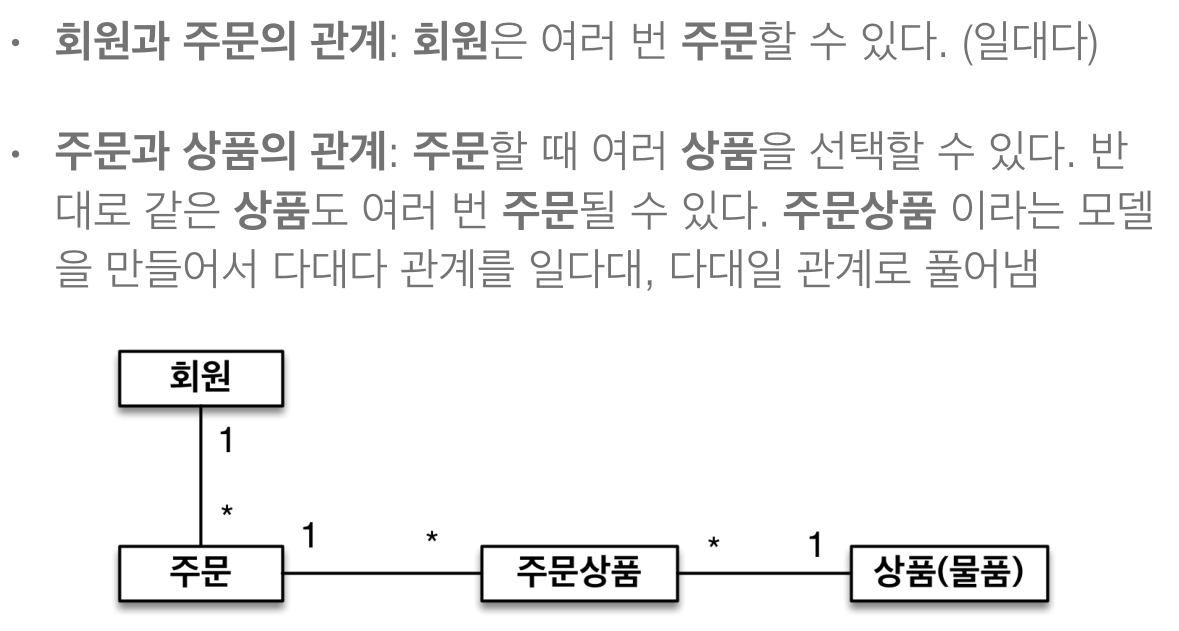 • 회원과 주문의 관계: 회원은 여러 번 주문할 수 있다. (일대다)
• 주문과 상품의 관계: 주문할 때 여러 상품을 선택할 수 있다. 반
대로 같은 상품도 여러 번 주문될 수 있다. 주문상품 이라는 모델
을 만들어서 다대다 관계를 일다대, 다대일 관계로 풀어냄
회원
1
*
주문
1
*
주문상품
*
1
상품(물품)